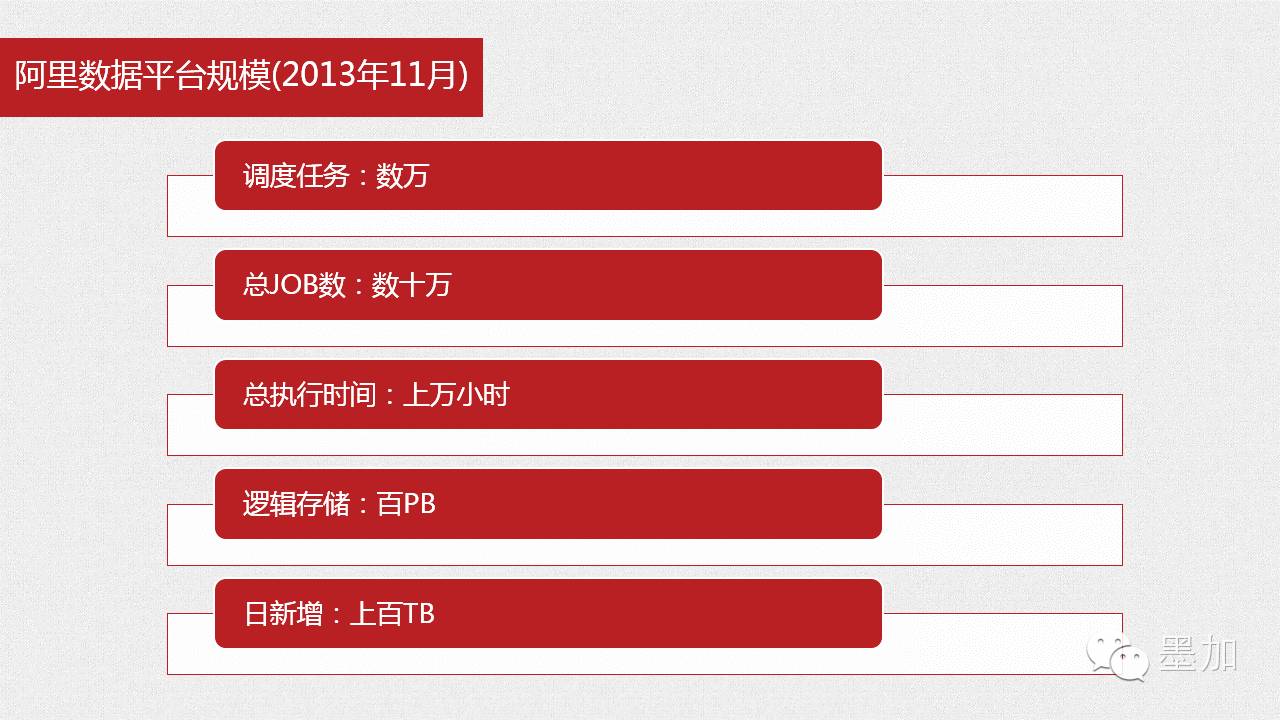 阿里数据平台规模(2013年11月)
调度任务：数万
总JOB数：数十万
总执行时间：上万小时
逻辑存储：百PB
日新增：上百TB
墨加